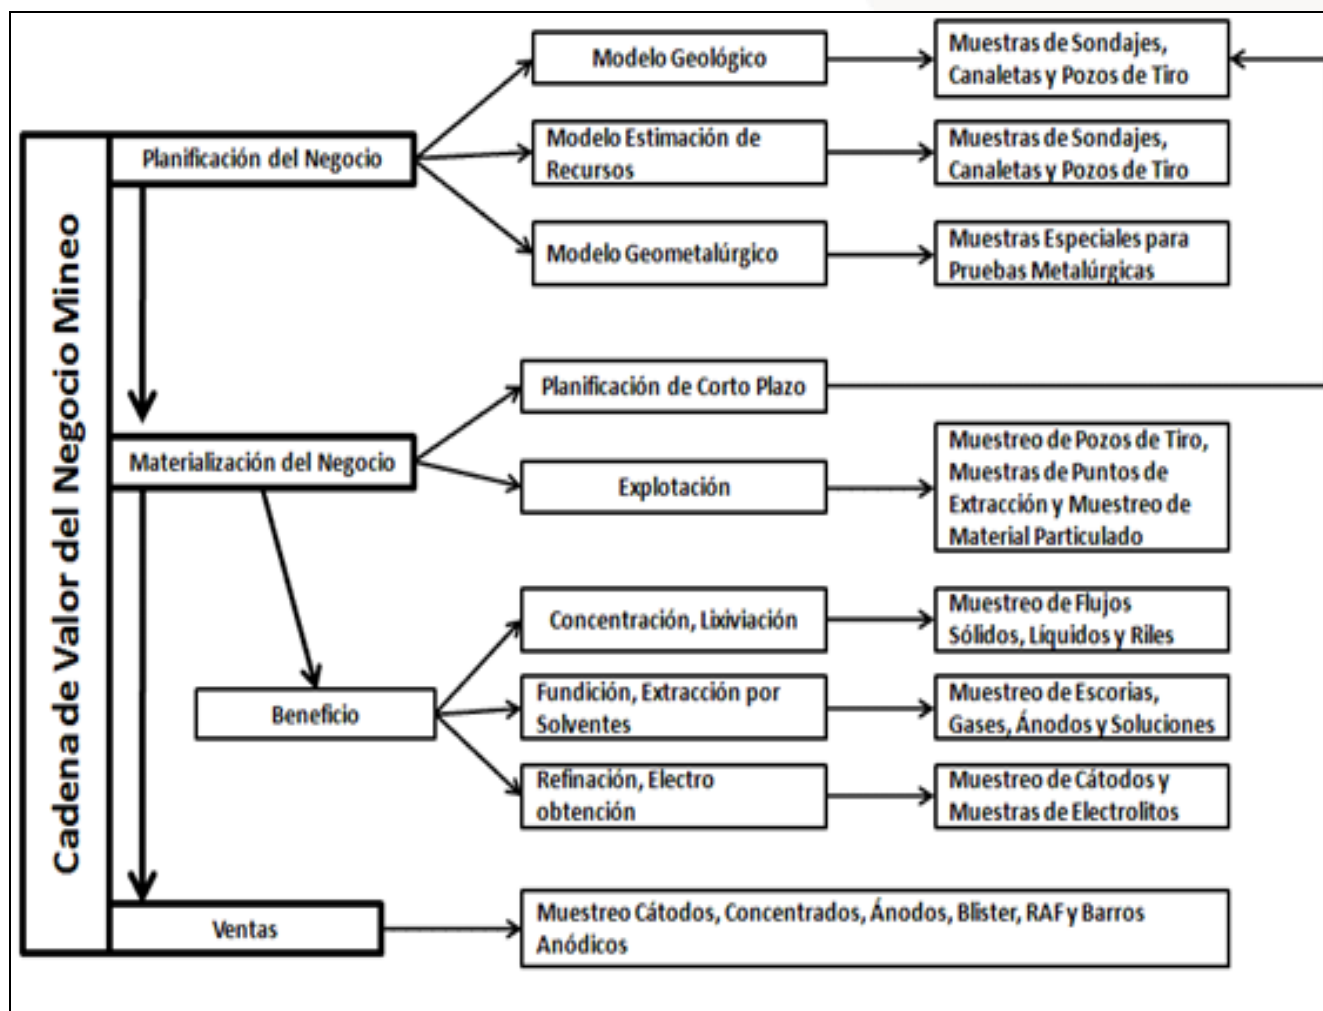 Cadena de Valor del Negocio Mineo
Planificación del Negocio
Modelo Geológico
Muestras de Sondajes,
Canaletas y Pozos de Tiro
Modelo Estimación de
Recursos
Muestras de Sondajes,
Canaletas y Pozos de Tiro
Modelo Geometalúrgico
Muestras Especiales para
Pruebas Metalúrgicas
Materialización del Negocio
Planificación de Corto Plazo
Explotación
Muestreo de Pozos de Tiro,
Muestras de Puntos de
Extracción y Muestreo de
Material Particulado
Beneficio
Concentración, Lixiviación
Muestreo de Flujos
Sólidos, Líquidos y Riles
Fundición, Extracción por
Solventes
Muestreo de Escorias,
Gases, Ánodos y Soluciones
Refinación, Electro
obtención
Muestreo de Cátodos y
Muestras de Electrolitos
Ventas
Muestreo Cátodos, Concentrados, Ánodos, Blister, RAF y Barros
Anódicos